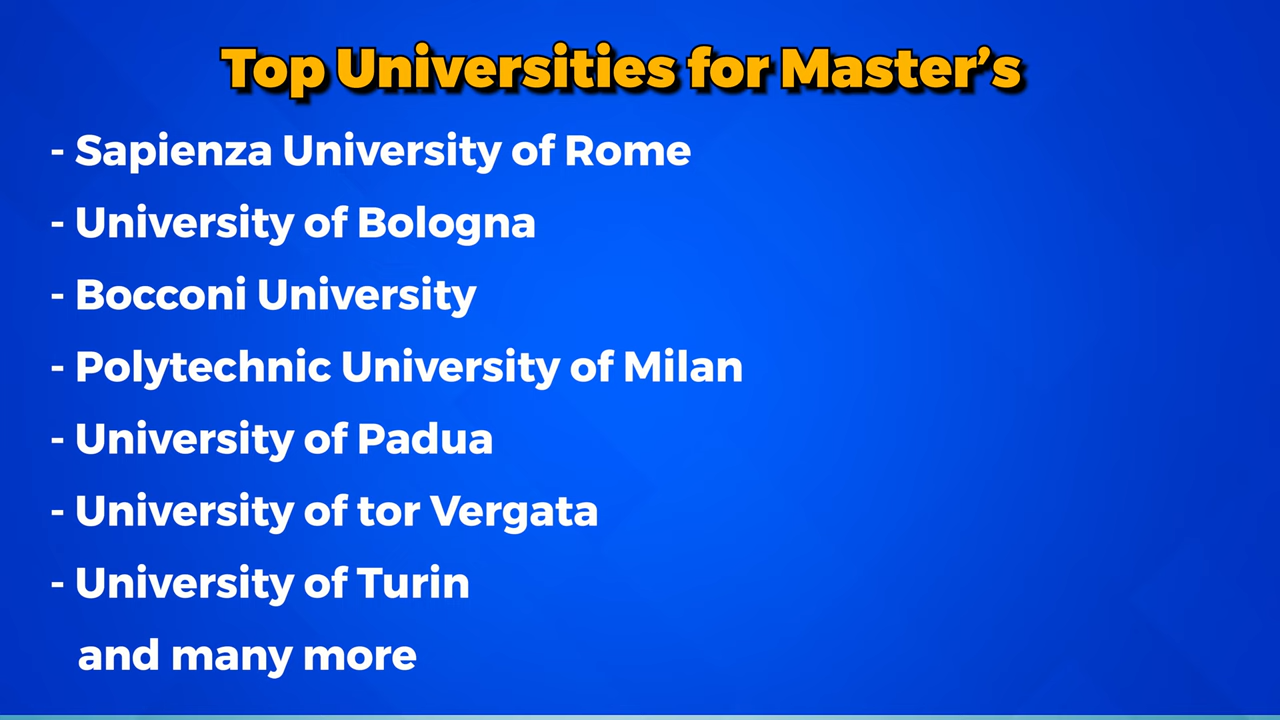 Top Universities for Master’s
- Sapienza University of Rome
- University of Bologna
- Bocconi University
- Polytechnic University of Milan
- University of Padua
- University of tor Vergata
- University of Turin
and many more